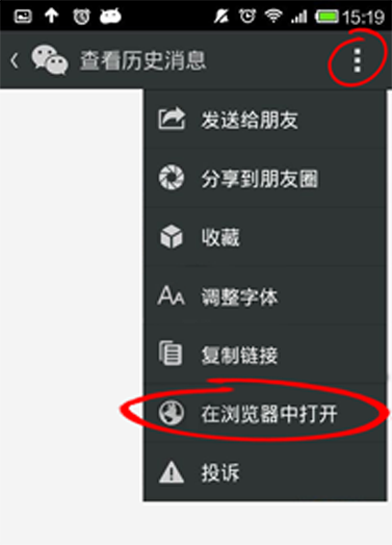 15:19
查看历史消息
发送给朋友
分享到朋友圈
收藏
AA 调整字体
复制链接
在浏览器中打开
投诉